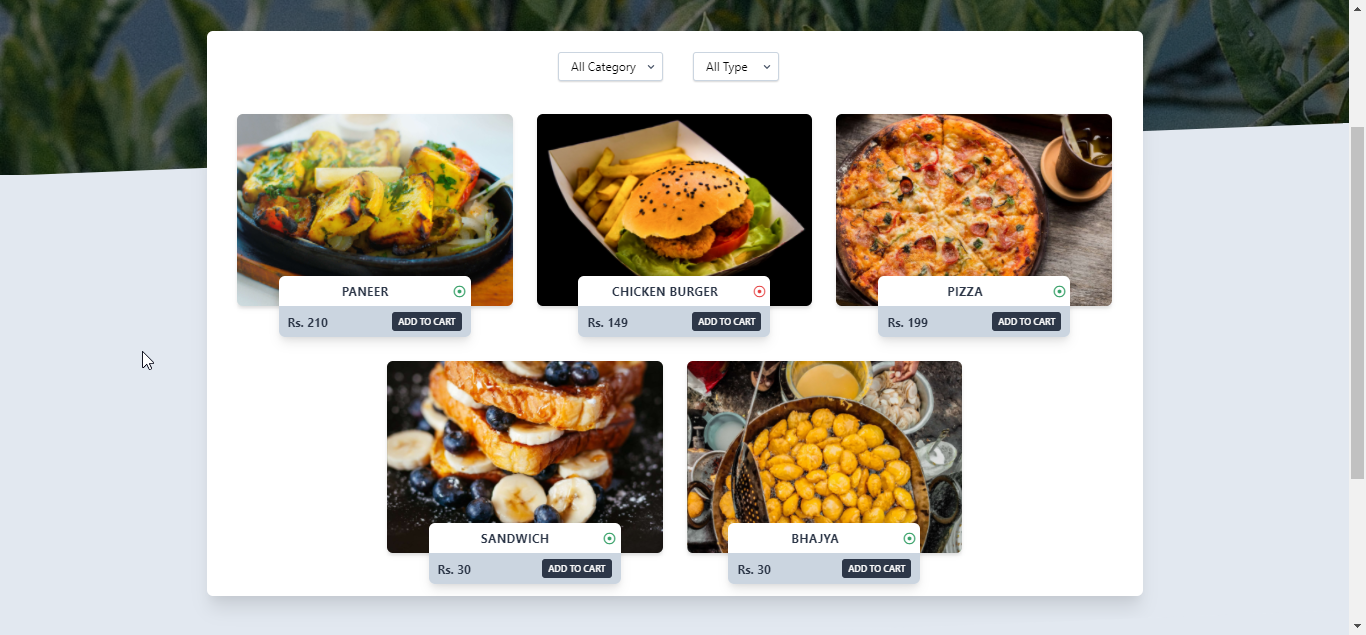 All Category
All Type
PANEER
Rs. 210
ADD TO CART
CHICKEN BURGER
Rs. 149
ADD TO CART
PIZZA
Rs. 199
ADD TO CART
SANDWICH
Rs. 30
ADD TO CART
BHAJYA
Rs. 30
ADD TO CART